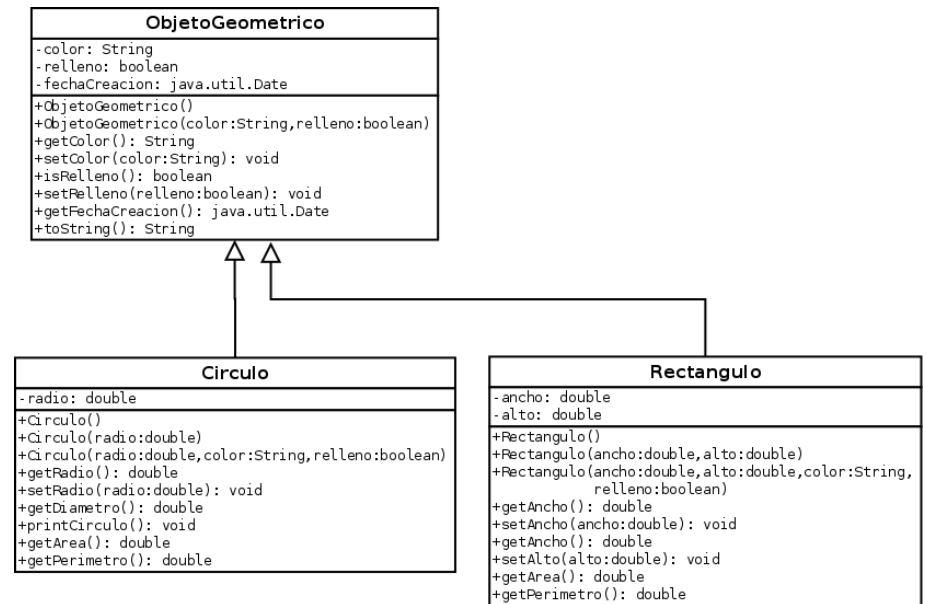 ObjetoGeometrico
-color: String
-relleno: boolean
-fechaCreacion: java.util.Date
+ObjetoGeometrico()
+ObjetoGeometrico(color:String,relleno:boolean)
+getColor(): String
+setColor(color:String): void
+isRelleno(): boolean
+setRelleno(relleno:boolean): void
+getFechaCreacion(): java.util.Date
+toString(): String
Circulo
-radio: double
+Circulo()
+Circulo(radio:double)
+Circulo(radio:double,color:String,relleno:boolean)
+getRadio(): double
+setRadio(radio:double): void
+getDiametro(): double
+printCirculo(): void
+getArea(): double
+getPerimetro(): double
Rectangulo
-ancho: double
-alto: double
+Rectangulo()
+Rectangulo(ancho:double,alto:double)
+Rectangulo(ancho:double,alto:double,color:String,
relleno:boolean)
+getAncho(): double
+setAncho(ancho:double): void
+getAncho(): double
+setAlto(alto:double): void
+getArea(): double
+getPerimetro(): double